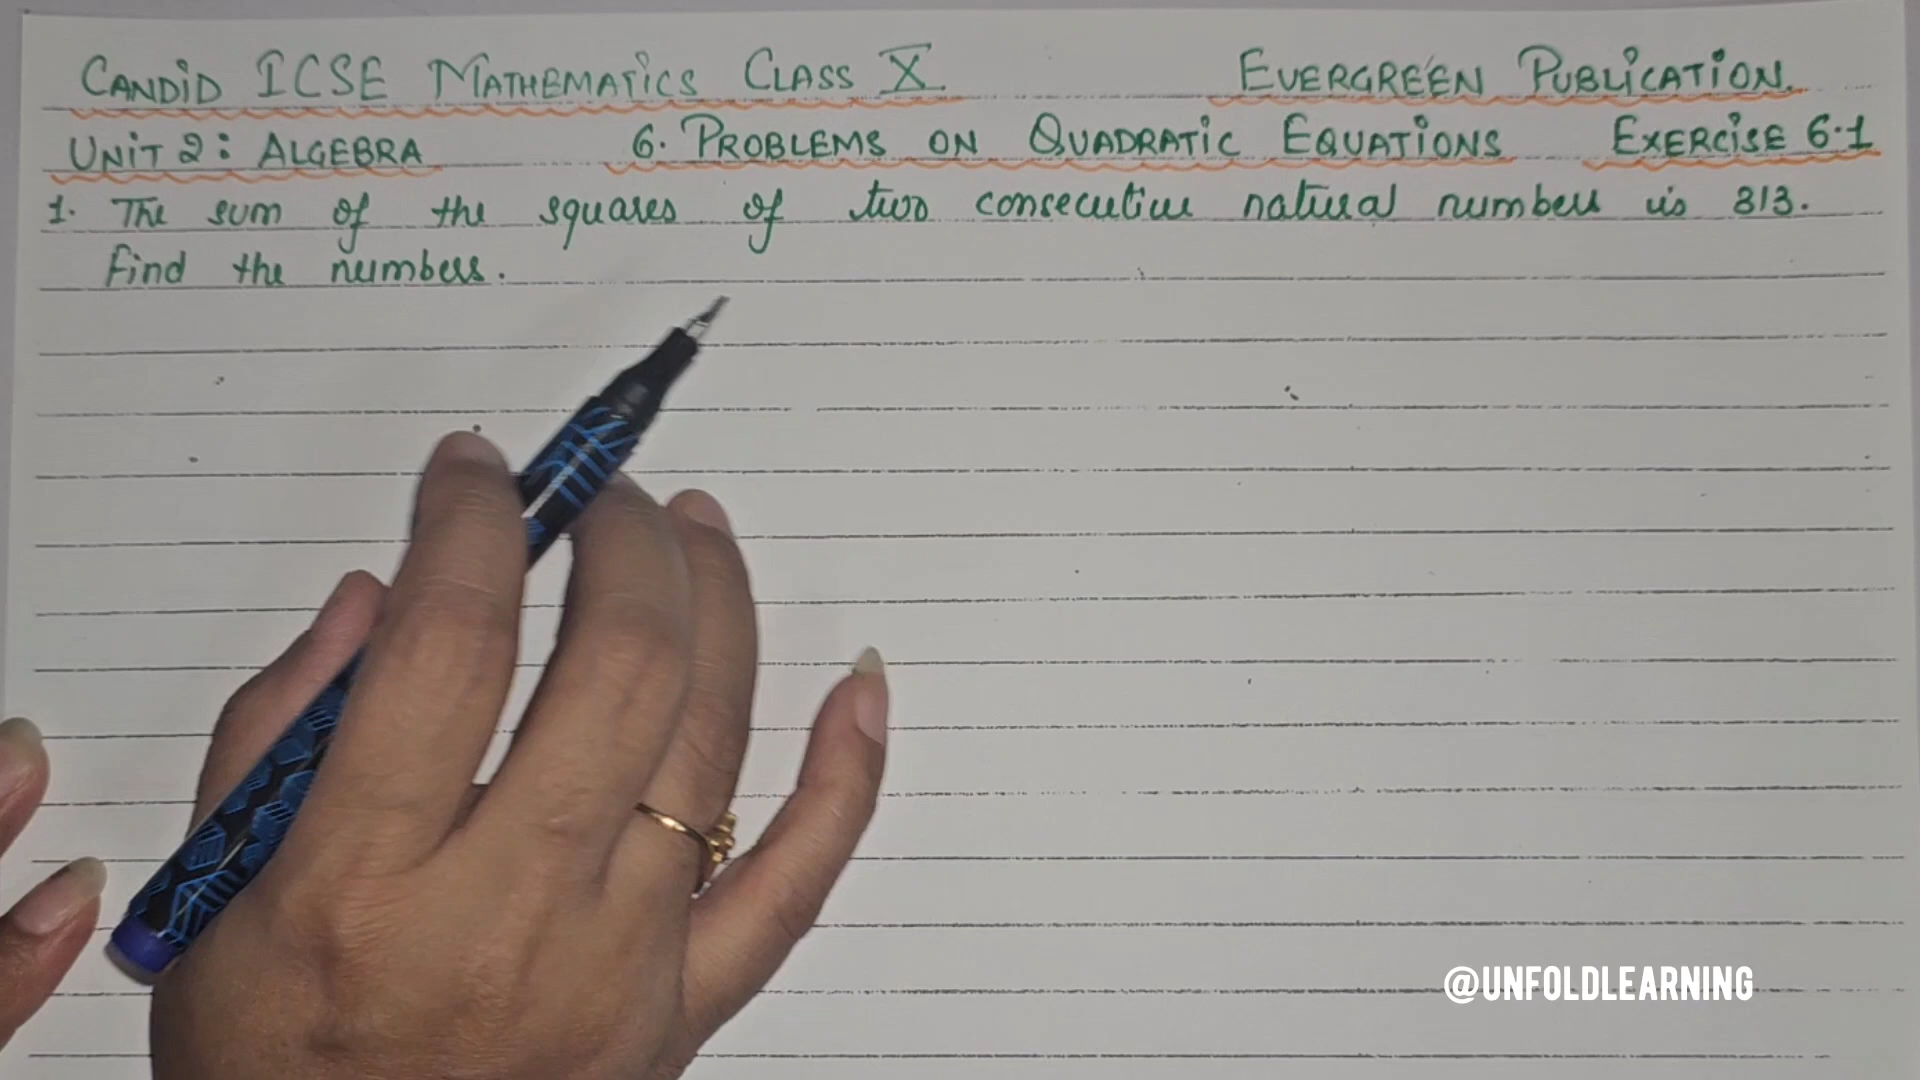 CANDID ICSE MATHEMATICS CLASS X EVERGREEN PUBLICATION.
UNIT 2: ALGEBRA 6. PROBLEMS ON QUADRATIC EQUATIONS EXERCISE 6.1
1. The sum of the squares of two consecutive natural numbers is 313.
Find the numbers.
@UNFOLDLEARNING